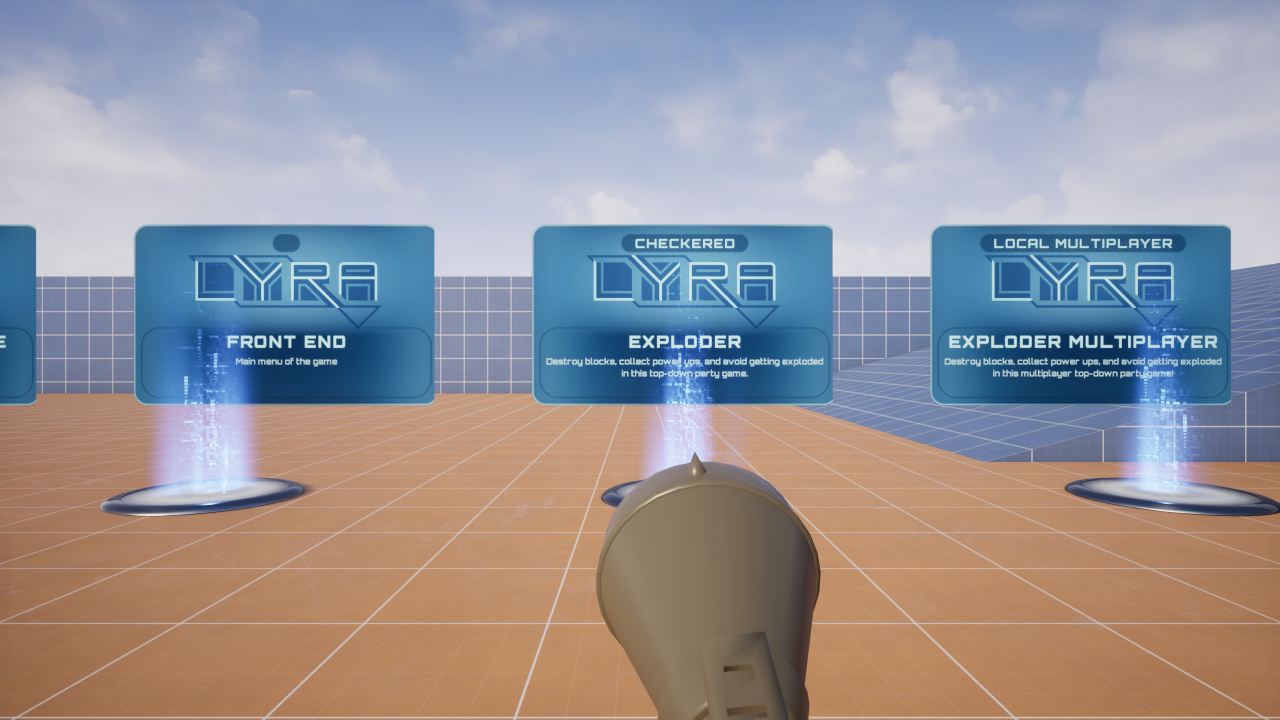 E
LYRA
FRONT END
Main menu of the game
CHECKERED
LYRA
EXPLODER
Destroy blocks, collect power ups, and avoid getting exploded
in this top-down party game.
LOCAL MULTIPLAYER
LYRA
EXPLODER MULTIPLAYER
Destroy blocks, collect power ups, and avoid getting exploded
in this multiplayer top-down party game!